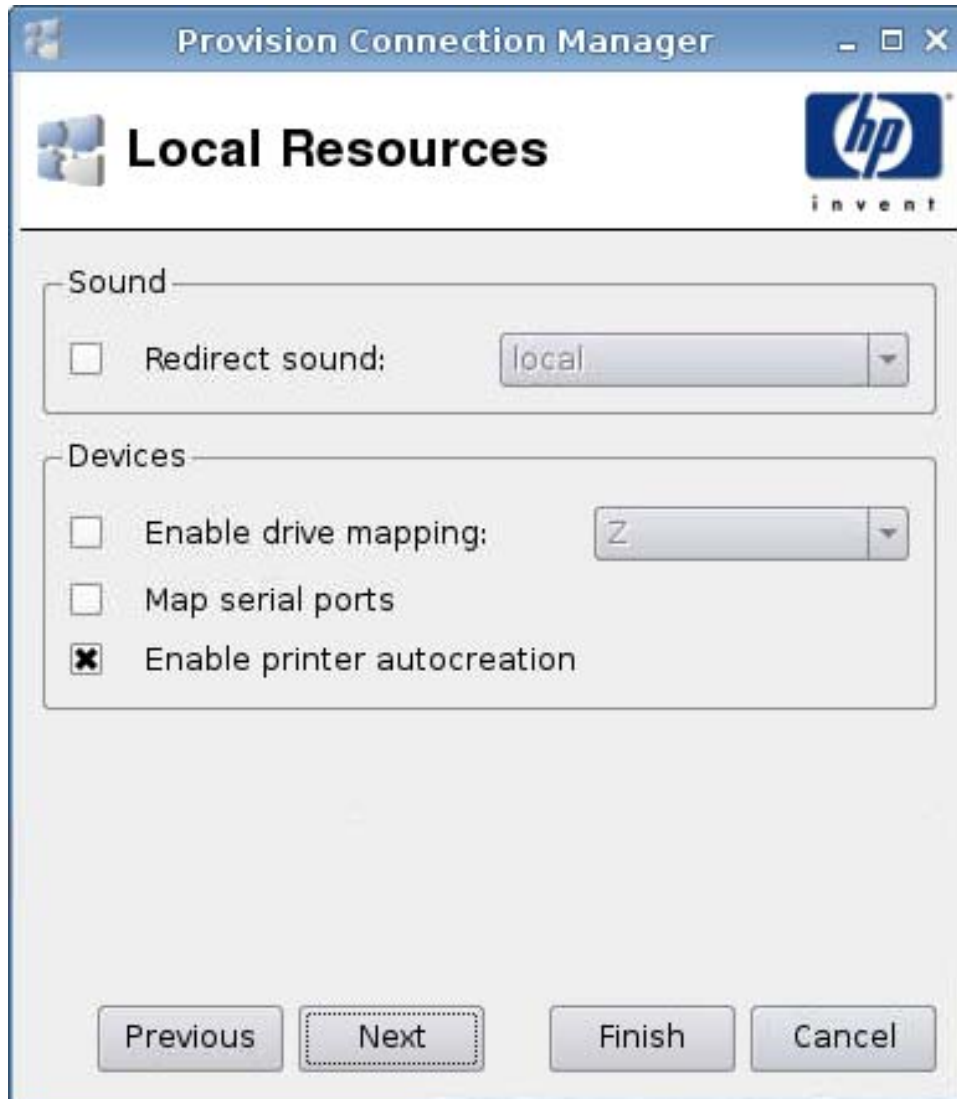 Provision Connection Manager
Local Resources
hp
invent
Sound
Redirect sound:
local
Devices
Enable drive mapping:
Z
Map serial ports
Enable printer autocreation
Previous
Next
Finish
Cancel